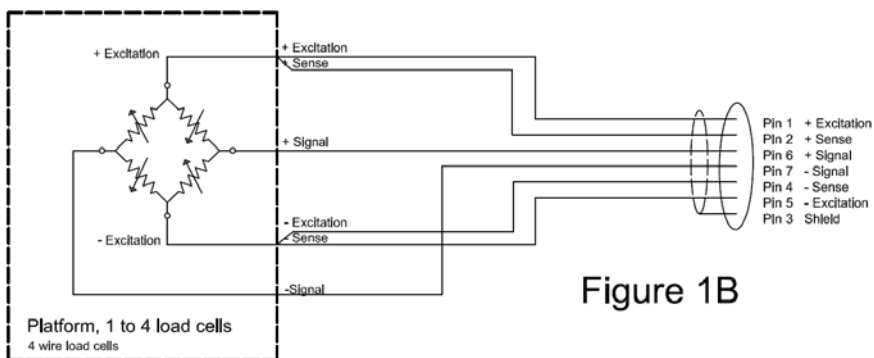 + Excitation
+ Excitation
+ Sense
+ Signal
- Excitation
- Excitation
- Sense
-Signal
Platform, 1 to 4 load cells
4 wire load cells
Pin 1 + Excitation
Pin 2 + Sense
Pin 6 + Signal
Pin 7 - Signal
Pin 4 - Sense
Pin 5 - Excitation
Pin 3 Shield
Figure 1B